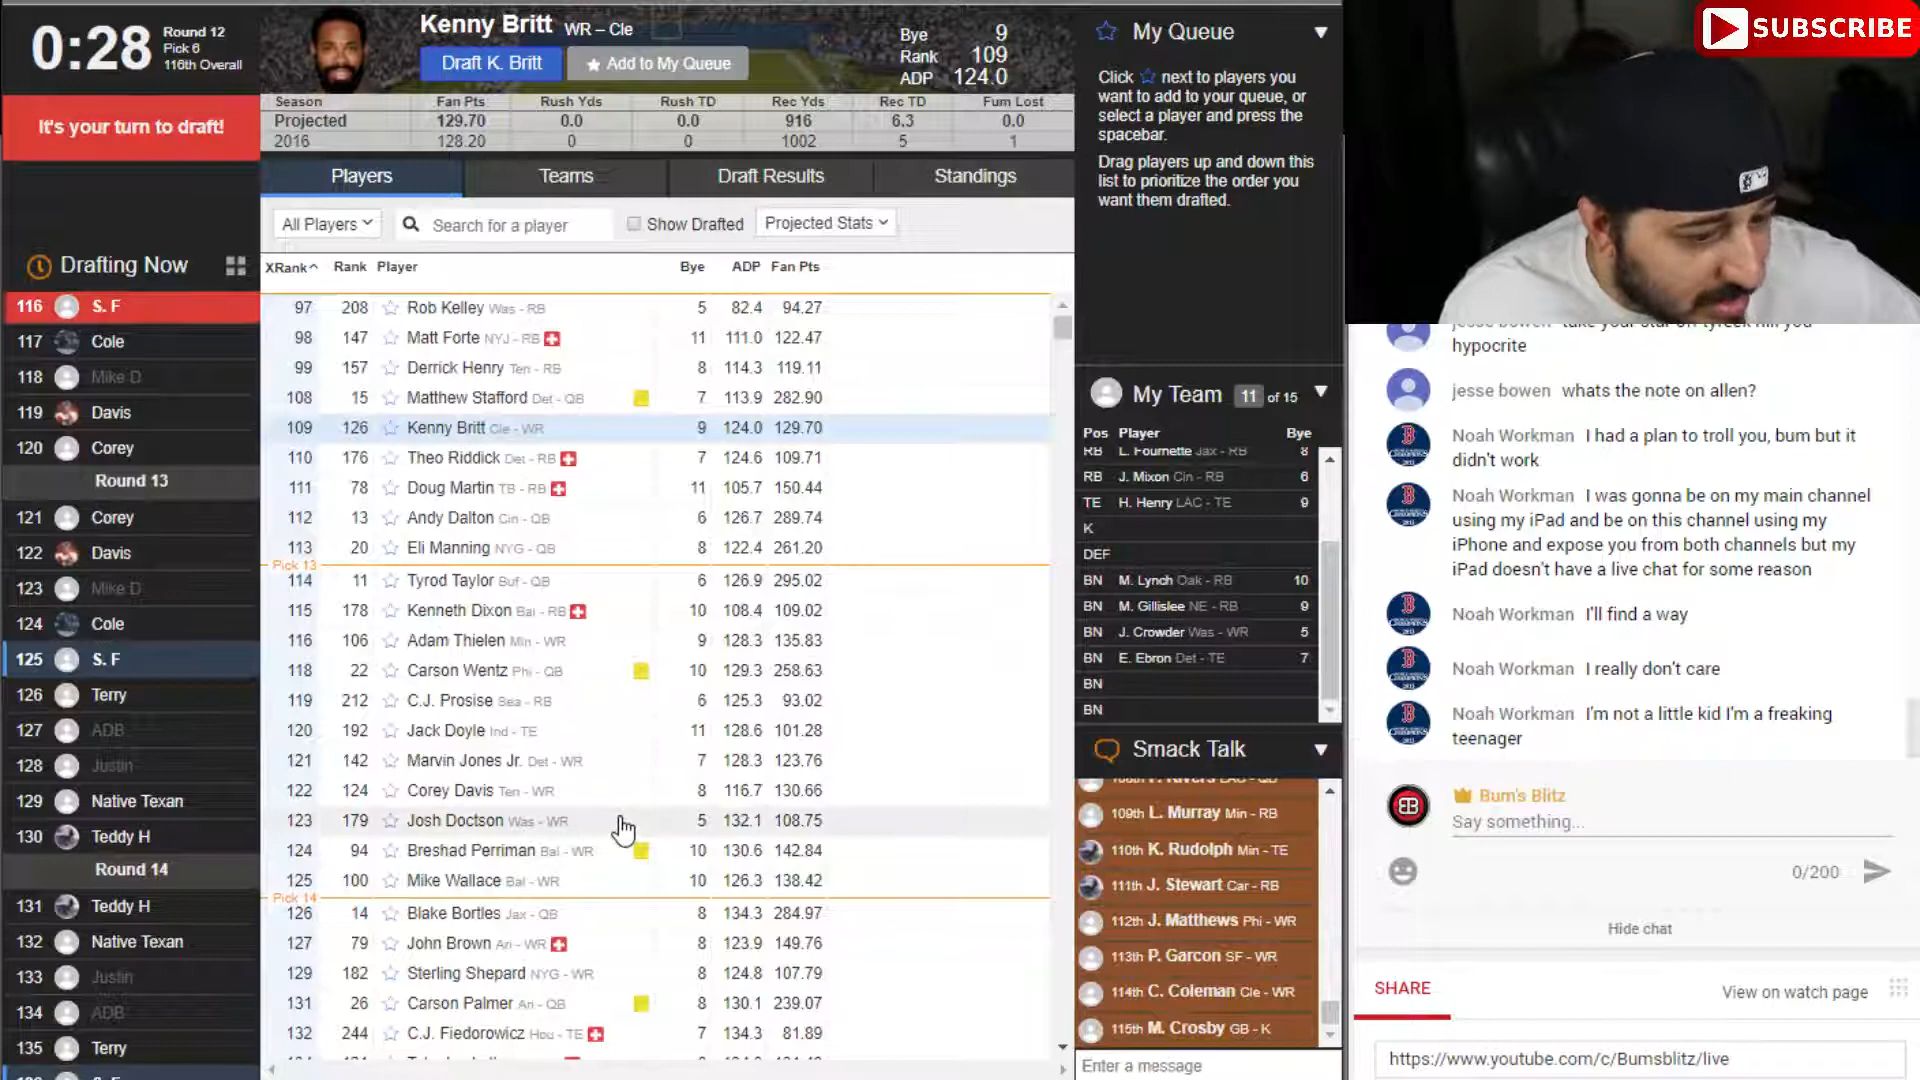 0:28
Round 12
Pick 6
116th Overall
It's your turn to draft!
Drafting Now
116 S. F
117 Cole
118 Mike D
119 Davis
120 Corey
Round 13
121 Corey
122 Davis
123 Mike D
124 Cole
125 S. F
126 Terry
127 ADB
128 Justin
129 Native Texan
130 Teddy H
Round 14
131 Teddy H
132 Native Texan
133 Justin
134 ADB
135 Terry
Kenny Britt WR – Cle
Draft K. Britt
★ Add to My Queue
Bye 9
Rank 109
ADP 124.0
Season Fan Pts Rush Yds Rush TD Rec Yds Rec TD Fum Lost
Projected 129.70 0.0 0.0 916 6.3 0.0
2016 128.20 0 0 1002 5 1
Players Teams Draft Results Standings
All Players Search for a player Show Drafted Projected Stats
XRank^ Rank Player Bye ADP Fan Pts
97 208 Rob Kelley Was - RB 5 82.4 94.27
98 147 Matt Forte NYJ - RB 11 111.0 122.47
99 157 Derrick Henry Ten - RB 8 114.3 119.11
108 15 Matthew Stafford Det - QB 7 113.9 282.90
109 126 Kenny Britt Cle - WR 9 124.0 129.70
110 176 Theo Riddick Det - RB 7 124.6 109.71
111 78 Doug Martin TB - RB 11 105.7 150.44
112 13 Andy Dalton Cin - QB 6 126.7 289.74
113 20 Eli Manning NYG - QB 8 122.4 261.20
Pick 13
114 11 Tyrod Taylor Buf - QB 6 126.9 295.02
115 178 Kenneth Dixon Bal - RB 10 108.4 109.02
116 106 Adam Thielen Min - WR 9 128.3 135.83
118 22 Carson Wentz Phi - QB 10 129.3 258.63
119 212 C.J. Prosise Sea - RB 6 125.3 93.02
120 192 Jack Doyle Ind - TE 11 128.6 101.28
121 142 Marvin Jones Jr. Det - WR 7 128.3 123.76
122 124 Corey Davis Ten - WR 8 116.7 130.66
123 179 Josh Doctson Was - WR 5 132.1 108.75
124 94 Breshad Perriman Bal - WR 10 130.6 142.84
125 100 Mike Wallace Bal - WR 10 126.3 138.42
Pick 14
126 14 Blake Bortles Jax - QB 8 134.3 284.97
127 79 John Brown Ari - WR 8 123.9 149.76
129 182 Sterling Shepard NYG - WR 8 124.8 107.79
131 26 Carson Palmer Ari - QB 8 130.1 239.07
132 244 C.J. Fiedorowicz Hou - TE 7 134.3 81.89
My Queue
Click ☆ next to players you
want to add to your queue, or
select a player and press the
spacebar.
Drag players up and down this
list to prioritize the order you
want them drafted.
My Team 11 of 15
Pos Player Bye
RB L. Fournette Jax - RB 8
RB J. Mixon Cin - RB 6
TE H. Henry LAC - TE 9
K
DEF
BN M. Lynch Oak - RB 10
BN M. Gillislee NE - RB 9
BN J. Crowder Was - WR 5
BN E. Ebron Det - TE 7
BN
BN
Smack Talk
108th P. Rivers LAC - QB
109th L. Murray Min - RB
110th K. Rudolph Min - TE
111th J. Stewart Car - RB
112th J. Matthews Phi - WR
113th P. Garcon SF - WR
114th C. Coleman Cle - WR
115th M. Crosby GB - K
Enter a message
SUBSCRIBE
jesse bowen take your star off tyreek hill you
hypocrite
jesse bowen whats the note on allen?
Noah Workman I had a plan to troll you, bum but it
didn't work
Noah Workman I was gonna be on my main channel
using my iPad and be on this channel using my
iPhone and expose you from both channels but my
iPad doesn't have a live chat for some reason
Noah Workman I'll find a way
Noah Workman I really don't care
Noah Workman I'm not a little kid I'm a freaking
teenager
Bum's Blitz
Say something...
0/200
Hide chat
SHARE
View on watch page
https://www.youtube.com/c/Bumsblitz/live